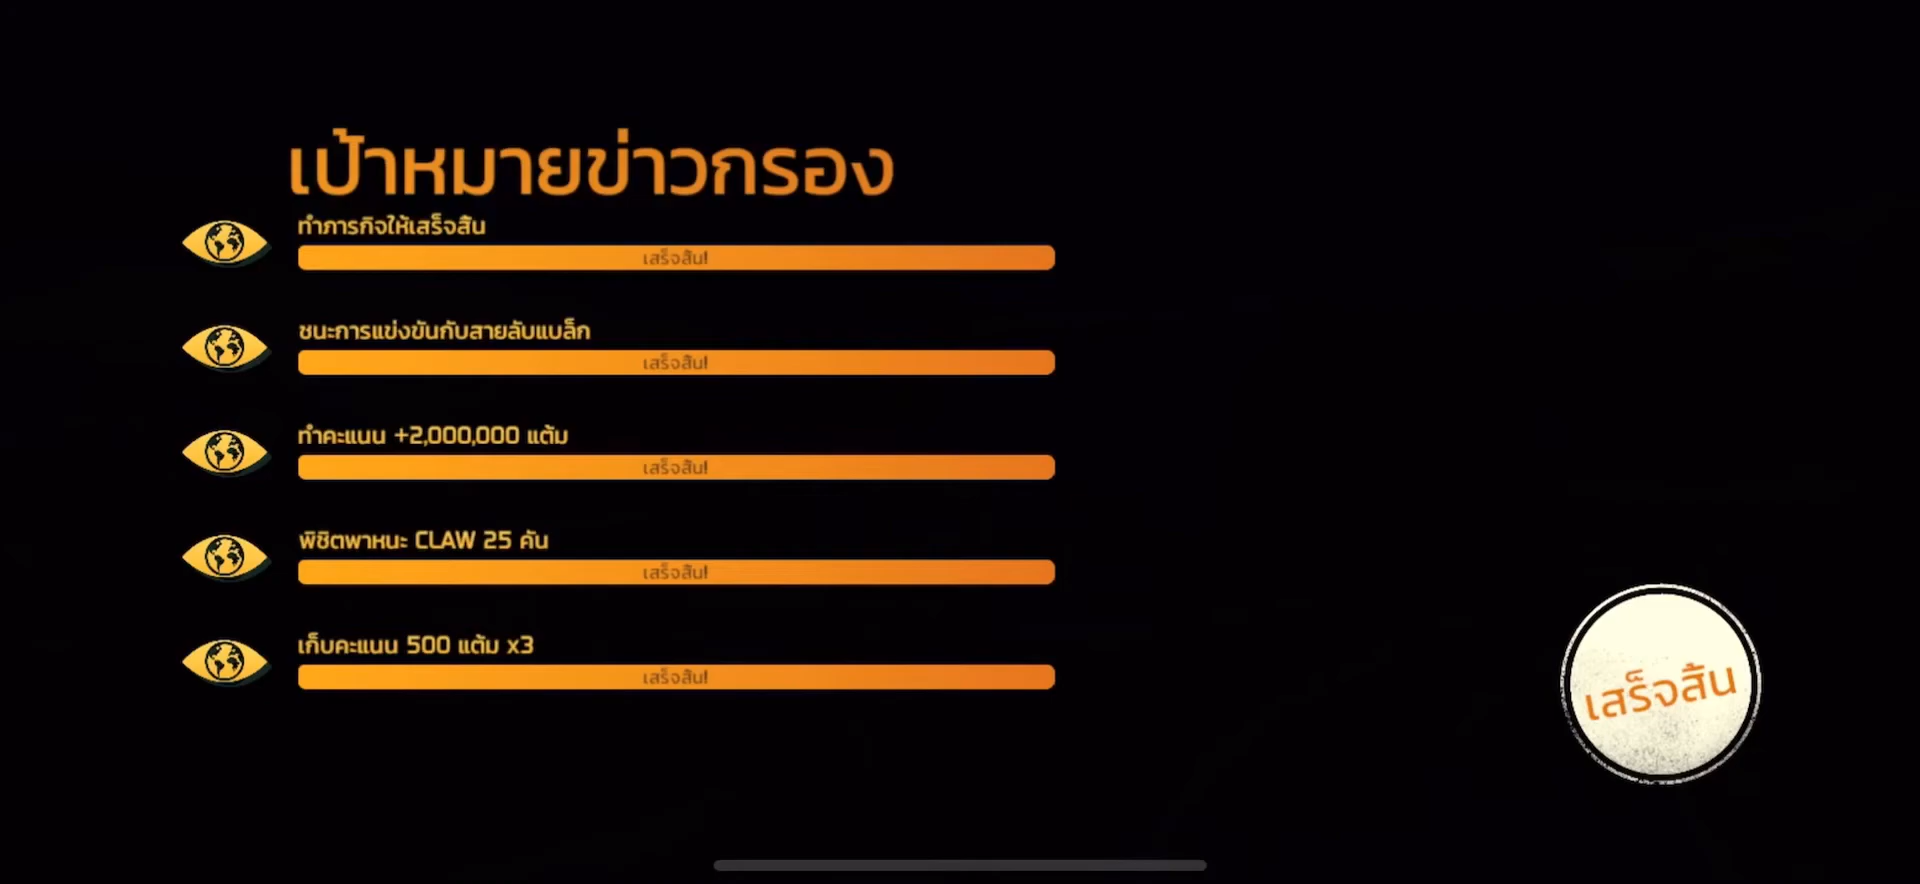 เป้าหมายข่าวกรอง
ทำภารกิจให้เสร็จสิ้น
เสร็จสิ้น!
ชนะการแข่งขันกับสายลับแบล็ก
เสร็จสิ้น!
ทำคะแนน +2,000,000 แต้ม
เสร็จสิ้น!
พิชิตพาหนะ CLAW 25 คัน
เสร็จสิ้น!
เก็บคะแนน 500 แต้ม x3
เสร็จสิ้น!
เสร็จสิ้น